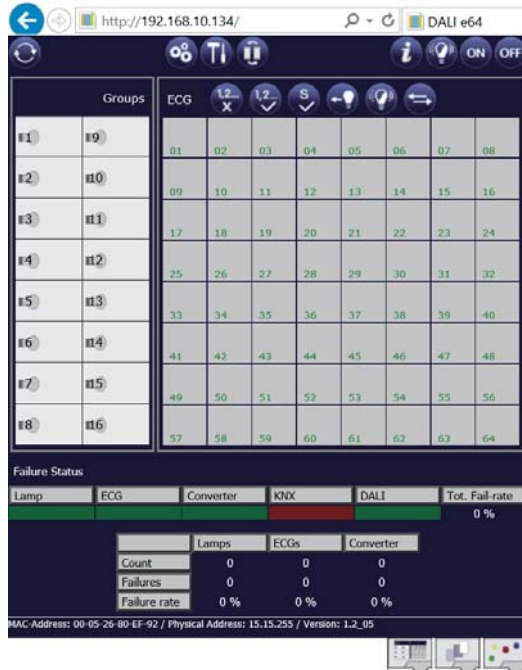 http://192.168.10.134/
DALI e64
ON OFF
Groups
ECG 1,2... 1,2... S
1 9
2 10
3 11
4 12
5 13
6 14
7 15
8 16
01 02 03 04 05 06 07 08
09 10 11 12 13 14 15 16
17 18 19 20 21 22 23 24
25 26 27 28 29 30 31 32
33 34 35 36 37 38 39 40
41 42 43 44 45 46 47 48
49 50 51 52 53 54 55 56
57 58 59 60 61 62 63 64
Failure Status
Lamp ECG Converter KNX DALI Tot. Fail-rate
0 %
Lamps ECGs Converter
Count 0 0 0
Failures 0 0 0
Failure rate 0 % 0 % 0 %
MAC-Address: 00-05-26-80-EF-92 / Physical Address: 15.15.255 / Version: 1.2_05